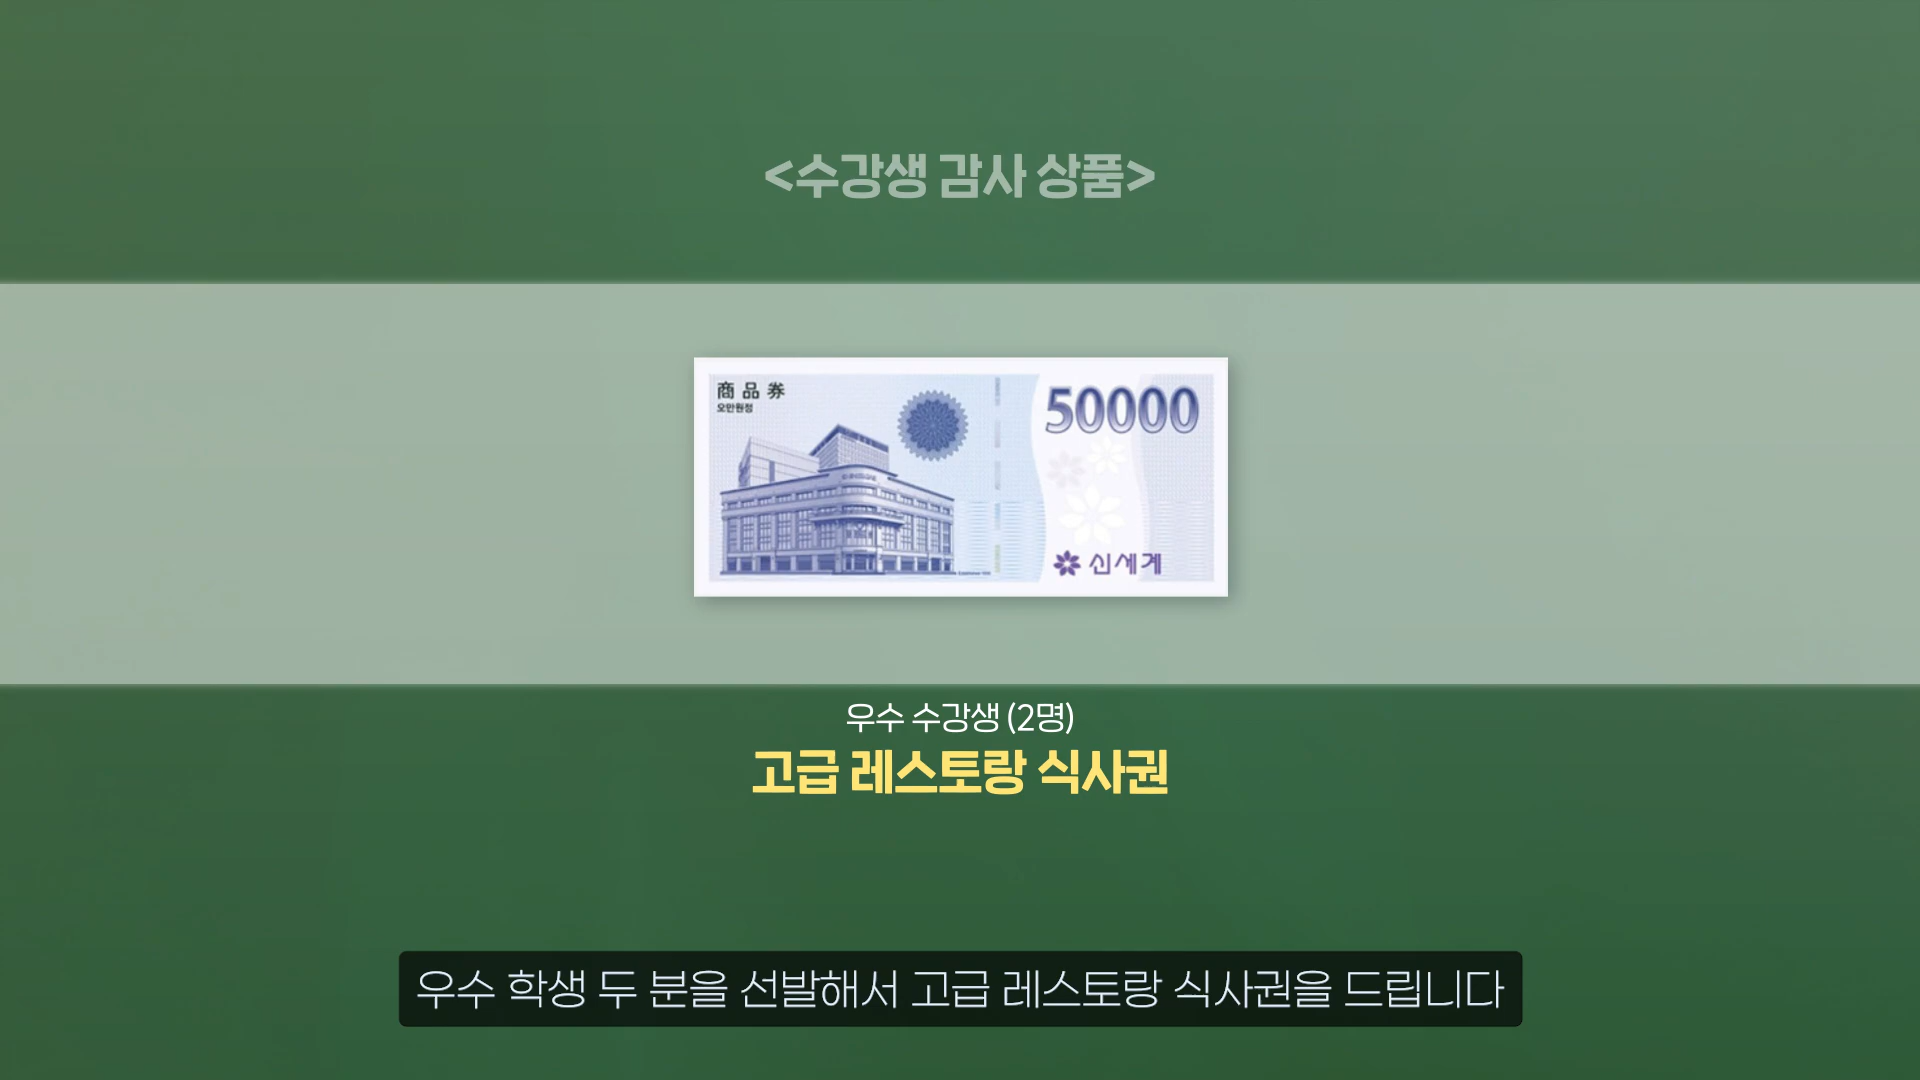 <수강생 감사 상품>
商品券
오만원정
50000
신세계
우수 수강생 (2명)
고급 레스토랑 식사권
우수 학생 두 분을 선발해서 고급 레스토랑 식사권을 드립니다